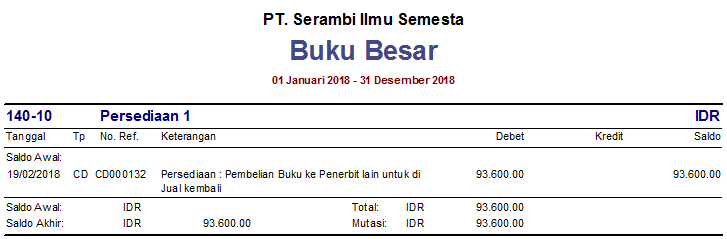 PT. Serambi Ilmu Semesta
Buku Besar
01 Januari 2018 - 31 Desember 2018
140-10 Persediaan 1 IDR
Tanggal Tp No. Ref. Keterangan Debet Kredit Saldo
Saldo Awal:
19/02/2018 CD CD000132 Persediaan : Pembelian Buku ke Penerbit lain untuk di 93.600.00 93.600.00
Jual kembali
Saldo Awal: IDR Total: IDR 93.600.00
Saldo Akhir: IDR 93.600.00 Mutasi: IDR 93.600.00